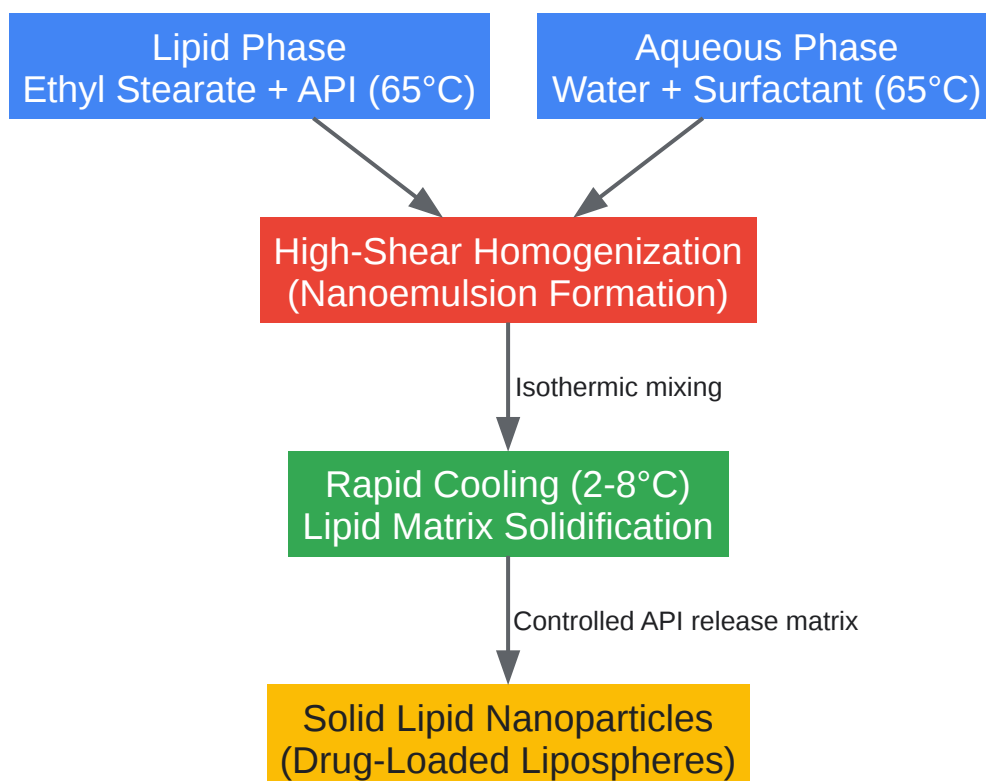 Lipid Phase
Ethyl Stearate + API (65°C)
Aqueous Phase
Water + Surfactant (65°C)
High-Shear Homogenization
(Nanoemulsion Formation)
Isothermic mixing
Rapid Cooling (2-8°C)
Lipid Matrix Solidification
Controlled API release matrix
Solid Lipid Nanoparticles
(Drug-Loaded Lipospheres)